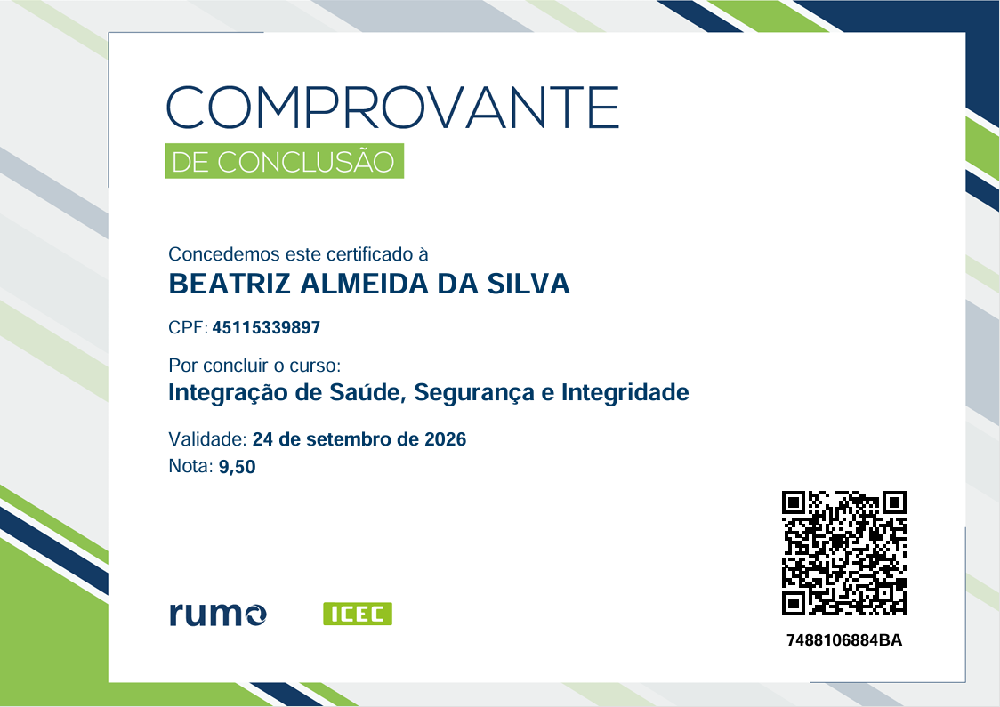 COMPROVANTE
DE CONCLUSÃO
Concedemos este certificado à
BEATRIZ ALMEIDA DA SILVA
CPF: 45115339897
Por concluir o curso:
Integração de Saúde, Segurança e Integridade
Validade: 24 de setembro de 2026
Nota: 9,50
rumo
ICEC
7488106884BA